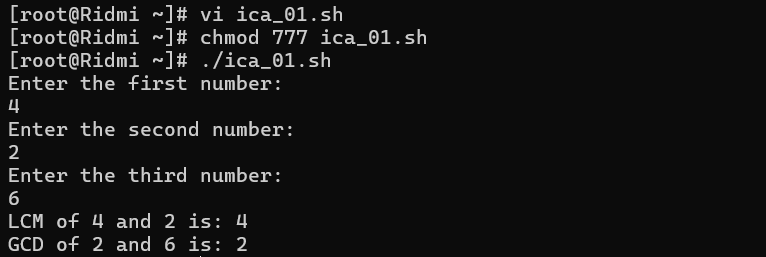 [root@Ridmi ~]# vi ica_01.sh
[root@Ridmi ~]# chmod 777 ica_01.sh
[root@Ridmi ~]# ./ica_01.sh
Enter the first number:
4
Enter the second number:
2
Enter the third number:
6
LCM of 4 and 2 is: 4
GCD of 2 and 6 is: 2